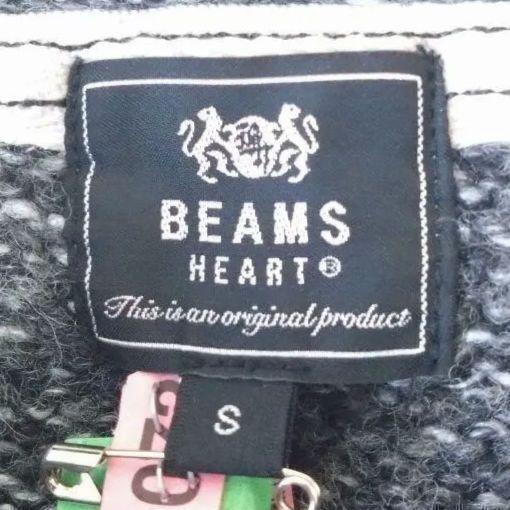 BEAMS
HEART®
This is an original product
S